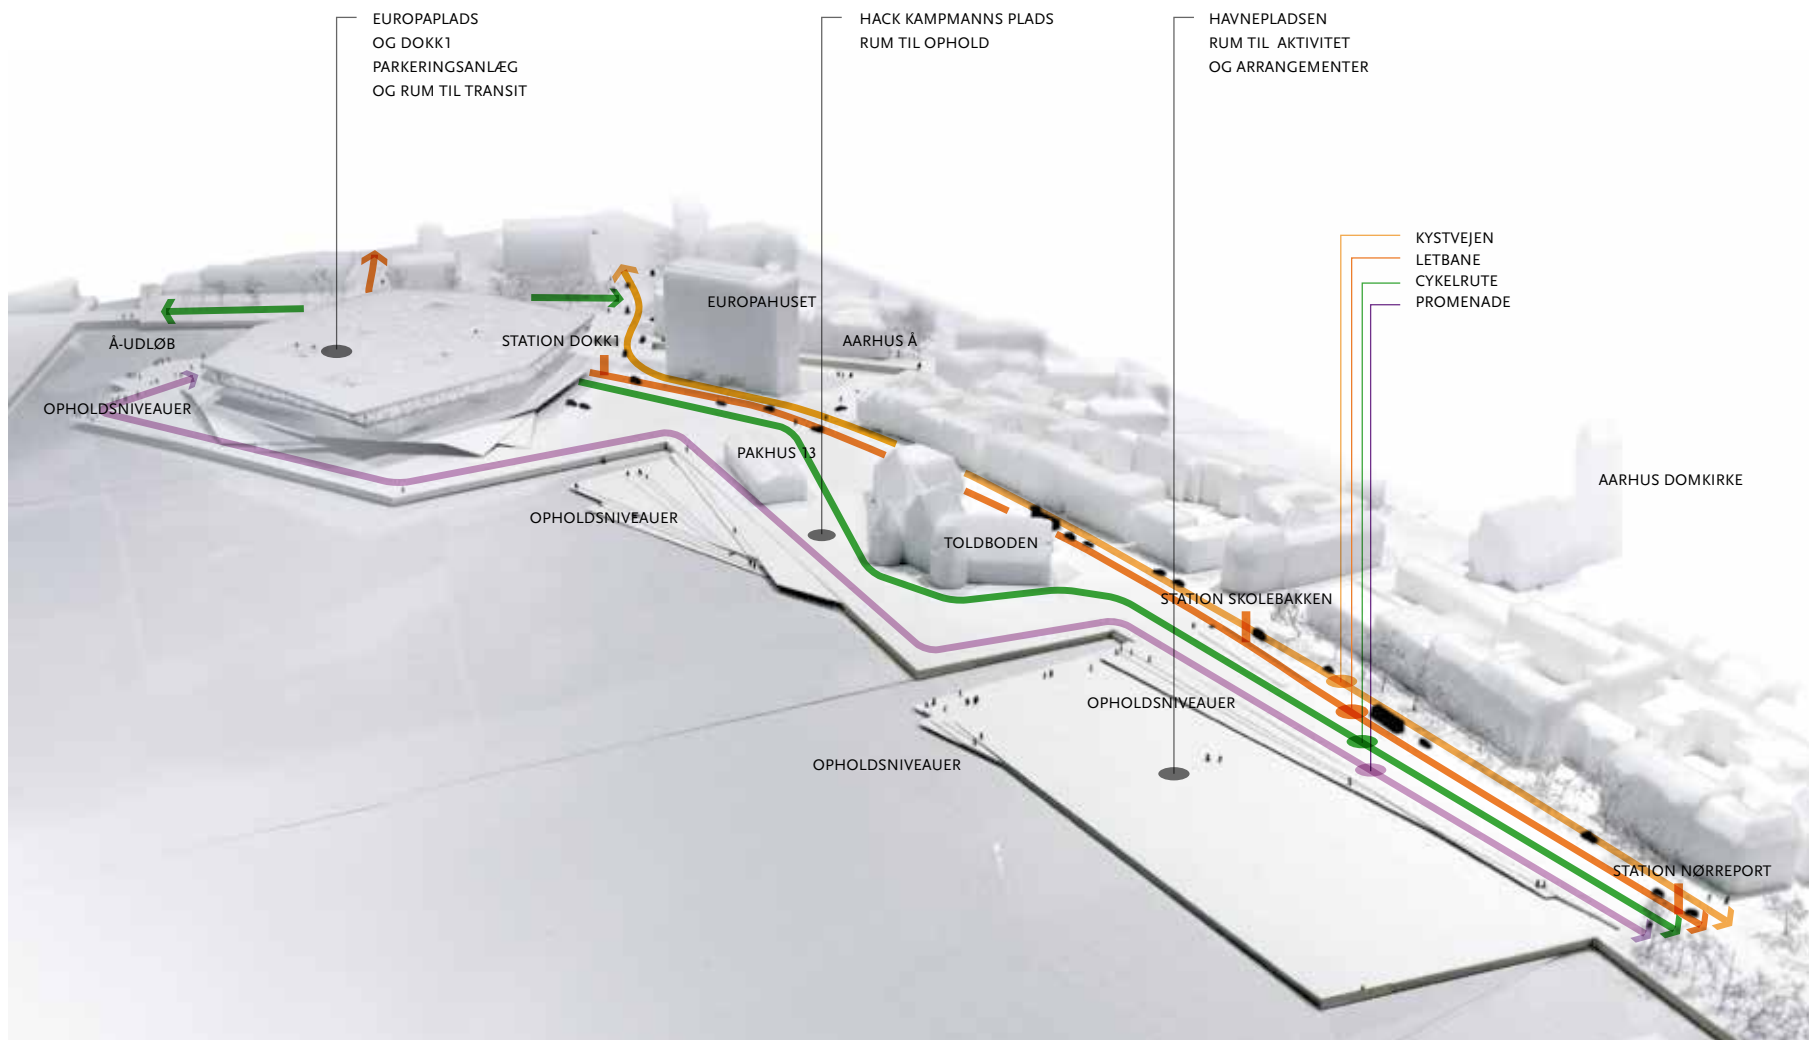 EUROPAPLADS
OG DOKK1
PARKERINGSANLÆG
OG RUM TIL TRANSIT
HACK KAMPMANNS PLADS
RUM TIL OPHOLD
HAVNEPLADSEN
RUM TIL AKTIVITET
OG ARRANGEMENTER
KYSTVEJEN
LETBANE
CYKELRUTE
PROMENADE
EUROPAHUSET
Å-UDLØB
STATION DOKK1
AARHUS Å
OPHOLDSNIVEAUER
PAKHUS 13
AARHUS DOMKIRKE
OPHOLDSNIVEAUER
TOLDBODEN
STATION SKOLEBAKKEN
OPHOLDSNIVEAUER
OPHOLDSNIVEAUER
STATION NØRREPORT